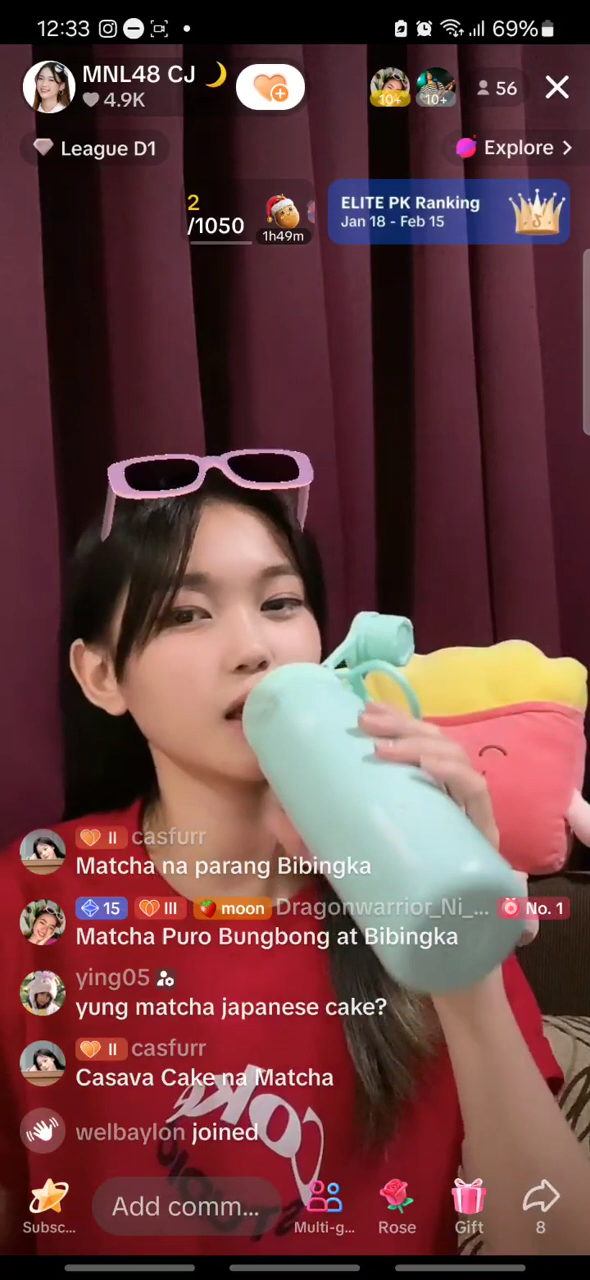 12:33
69%
MNL48 CJ 🌙
4.9K
56
10+
10+
League D1
Explore >
2
/1050
1h49m
ELITE PK Ranking
Jan 18 - Feb 15
II casfurr
Matcha na parang Bibingka
15 III moon Dragonwarrior_Ni_... No. 1
Matcha Puro Bungbong at Bibingka
ying05
yung matcha japanese cake?
II casfurr
Casava Cake na Matcha
welbaylon joined
Coke
STUDIO
Add comm...
Subsc...
Multi-g...
Rose
Gift
8